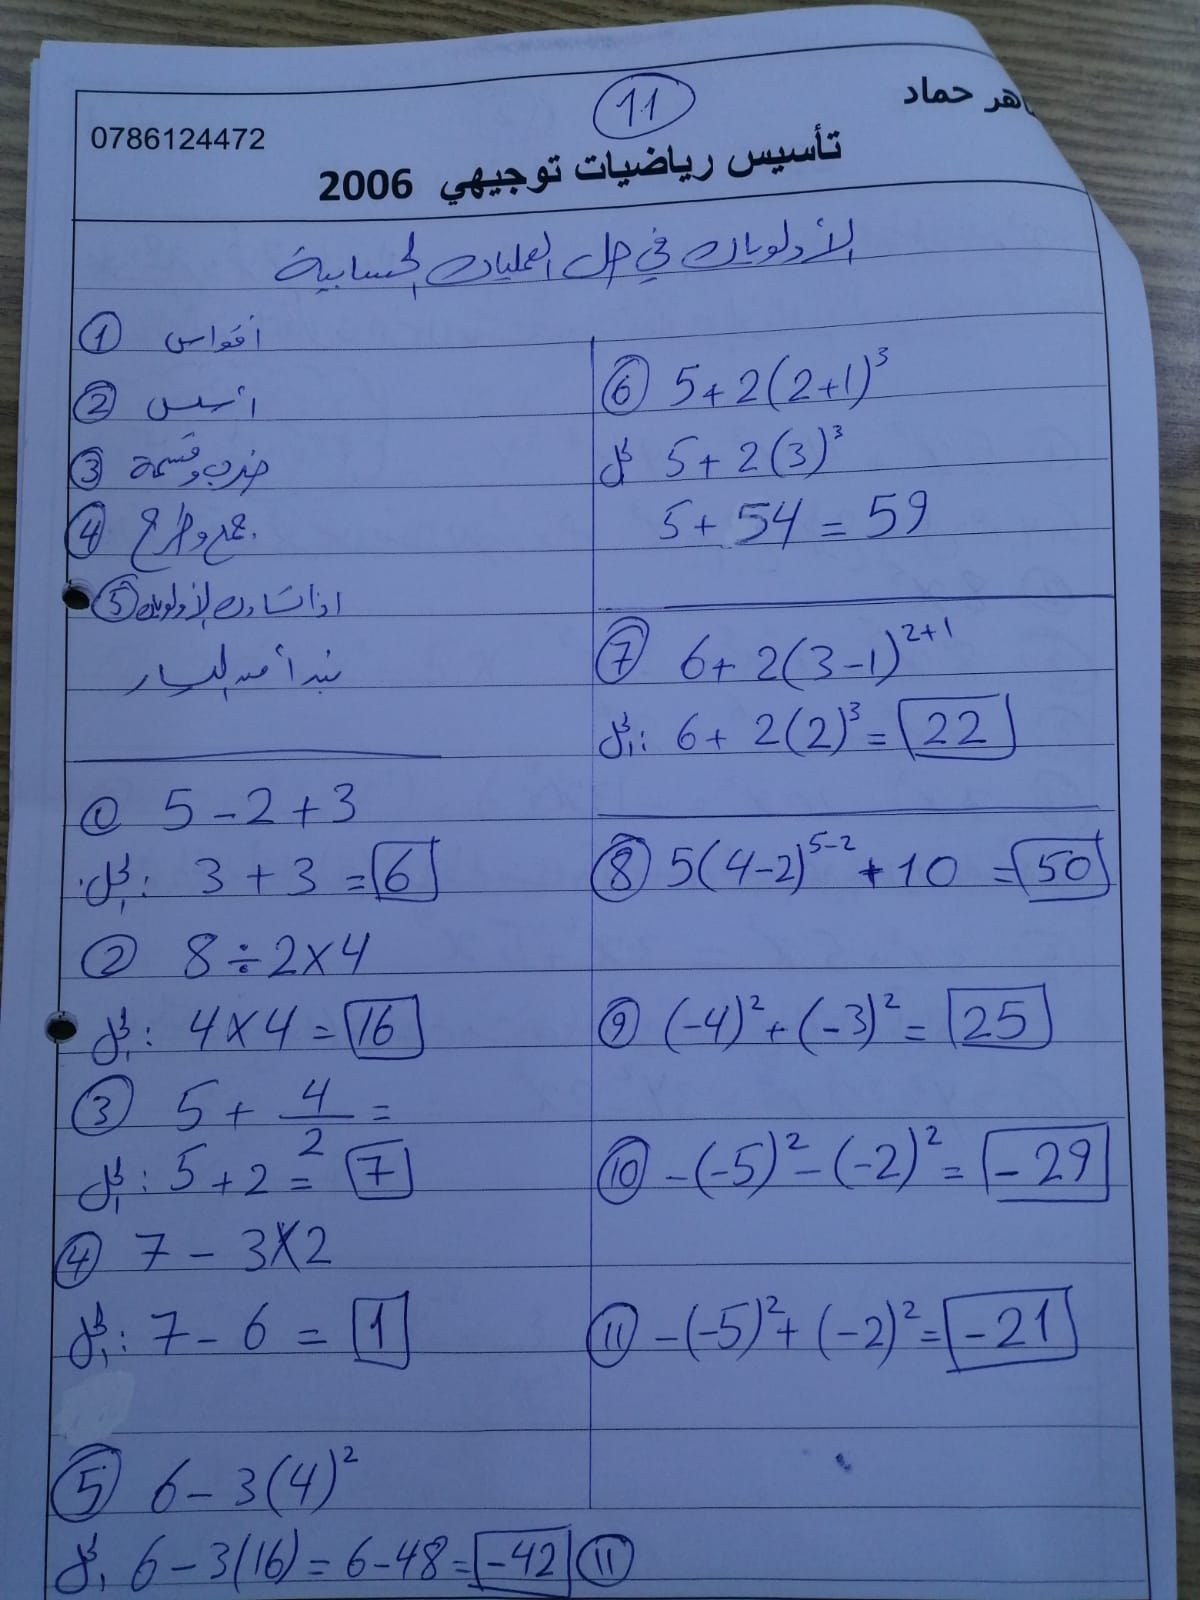 11
ماهر حماد
0786124472
تأسيس رياضيات توجيهي 2006
الأولويات في حل العمليات الحسابية
① أقواس
② أسس
③ ضرب وقسمة
④ جمع وطرح
⑤ اذا تساوت الأولويات
نبدأ من اليسار
① 5 - 2 + 3
الحل: 3 + 3 = 6
② 8 ÷ 2 × 4
الحل: 4 × 4 = 16
③ 5 + 4/2 =
الحل: 5 + 2 = 7
④ 7 - 3 × 2
الحل: 7 - 6 = 1
⑤ 6 - 3(4)²
الحل 6 - 3(16) = 6 - 48 = -42
⑥ 5 + 2(2+1)³
الحل 5 + 2(3)³
5 + 54 = 59
⑦ 6 + 2(3-1)²⁺¹
الحل: 6 + 2(2)³ = 22
⑧ 5(4-2)⁵⁻² + 10 = 50
⑨ (-4)² + (-3)² = 25
⑩ -(-5)² - (-2)² = -29
⑪ -(-5)² + (-2)² = -21
⑪